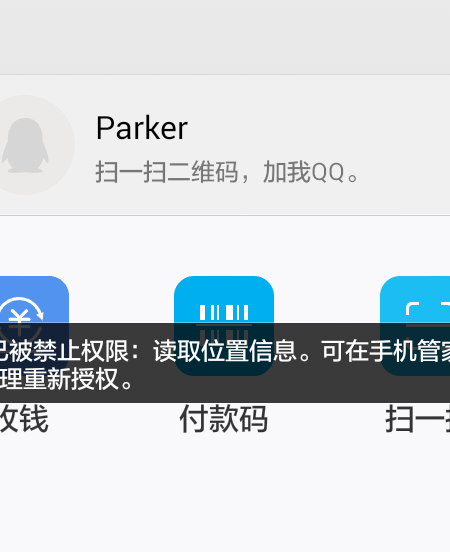 Parker
扫一扫二维码，加我QQ。
已被禁止权限：读取位置信息。可在手机管家
理重新授权。
收钱
付款码
扫一扫